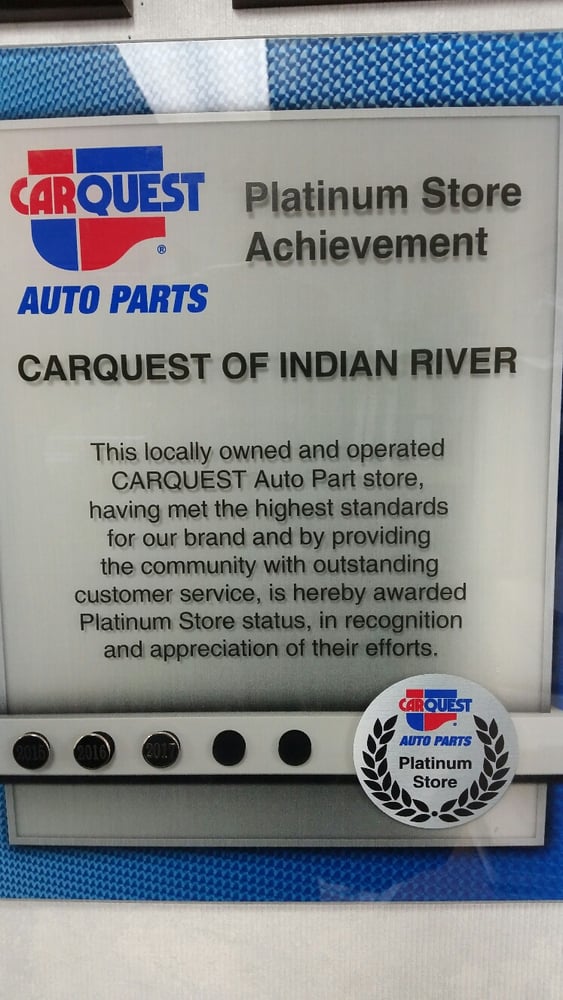 CARQUEST
®
AUTO PARTS
Platinum Store
Achievement
CARQUEST OF INDIAN RIVER
This locally owned and operated
CARQUEST Auto Part store,
having met the highest standards
for our brand and by providing
the community with outstanding
customer service, is hereby awarded
Platinum Store status, in recognition
and appreciation of their efforts.
2015 2016 2017
CARQUEST
AUTO PARTS
Platinum
Store